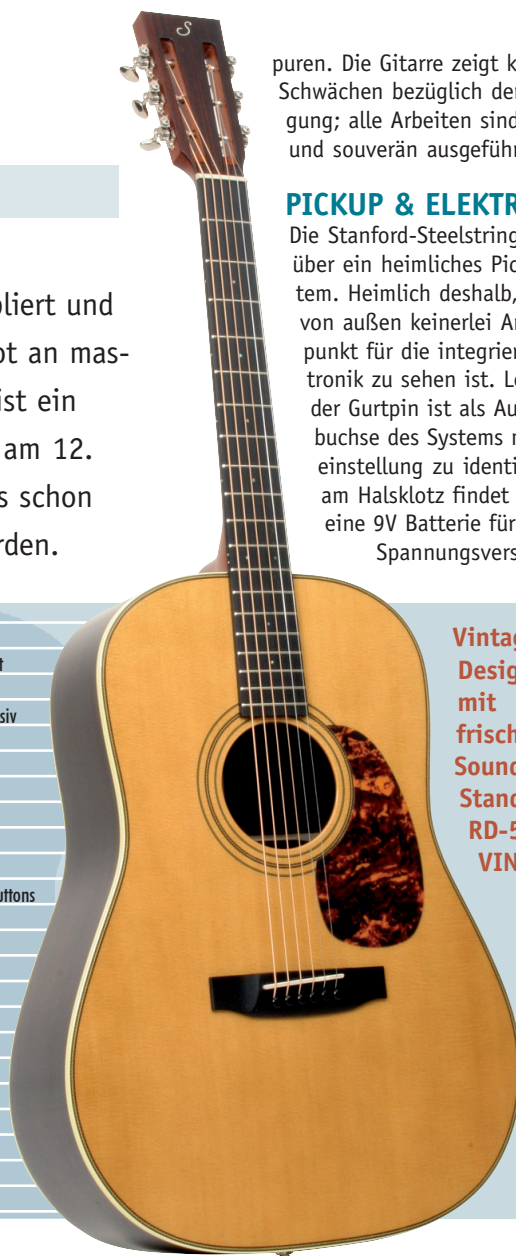 S
puren. Die Gitarre zeigt k
Schwächen bezüglich der
gung; alle Arbeiten sind
und souverän ausgeführ
PICKUP & ELEKTR
Die Stanford-Steelstring
über ein heimliches Pic
tem. Heimlich deshalb,
von außen keinerlei An
punkt für die integrier
tronik zu sehen ist. Le
der Gurtpin ist als Au
buchse des Systems m
einstellung zu identi
am Halsklotz findet
eine 9V Batterie für
Spannungsvers
liert und
ot an mas-
ist ein
am 12.
s schon
rden.
t
siv
uttons
Vintag
Desig
mit
frisch
Sound
Stand
RD-5
VIN